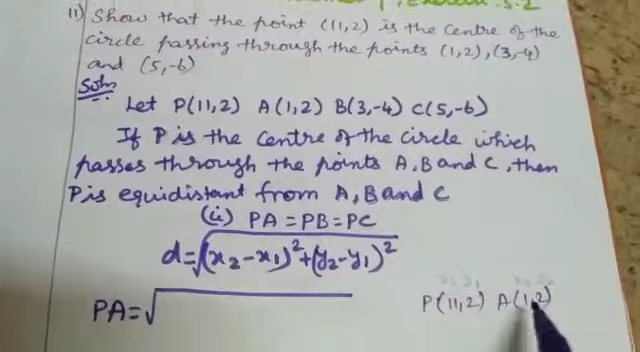 5.2
11) Show that the point (11,2) is the centre of the
circle passing through the points (1,2), (3,-4)
and (5,-6)
Soln
Let P(11,2) A(1,2) B(3,-4) C(5,-6)
If P is the centre of the circle which
passes through the points A, B and C, then
P is equidistant from A, B and C
(ie) PA = PB = PC
d=√(x₂-x₁)²+(y₂-y₁)²
PA=√
P(11,2) A(1,2)